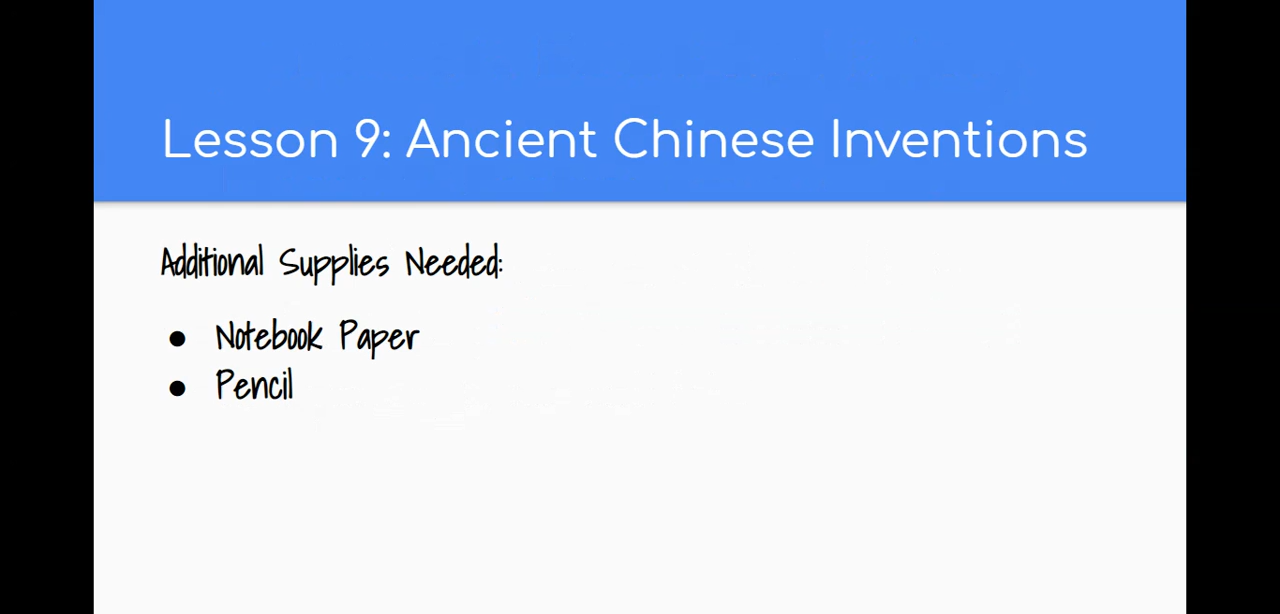 Lesson 9: Ancient Chinese Inventions
Additional Supplies Needed:
● Notebook Paper
● Pencil